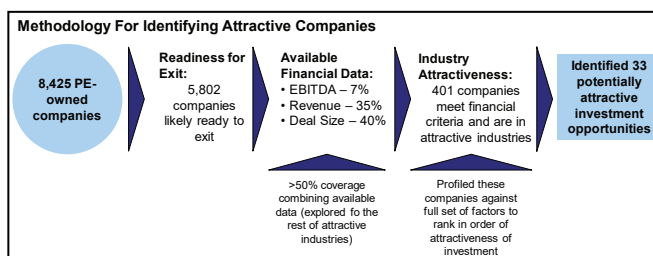 Methodology For Identifying Attractive Companies
8,425 PE-
owned
companies
Readiness for
Exit:
5,802
companies
likely ready to
exit
Available
Financial Data:
• EBITDA – 7%
• Revenue – 35%
• Deal Size – 40%
Industry
Attractiveness:
401 companies
meet financial
criteria and are in
attractive industries
Identified 33
potentially
attractive
investment
opportunities
>50% coverage
combining available
data (explored fo the
rest of attractive
industries)
Profiled these
companies against
full set of factors to
rank in order of
attractiveness of
investment